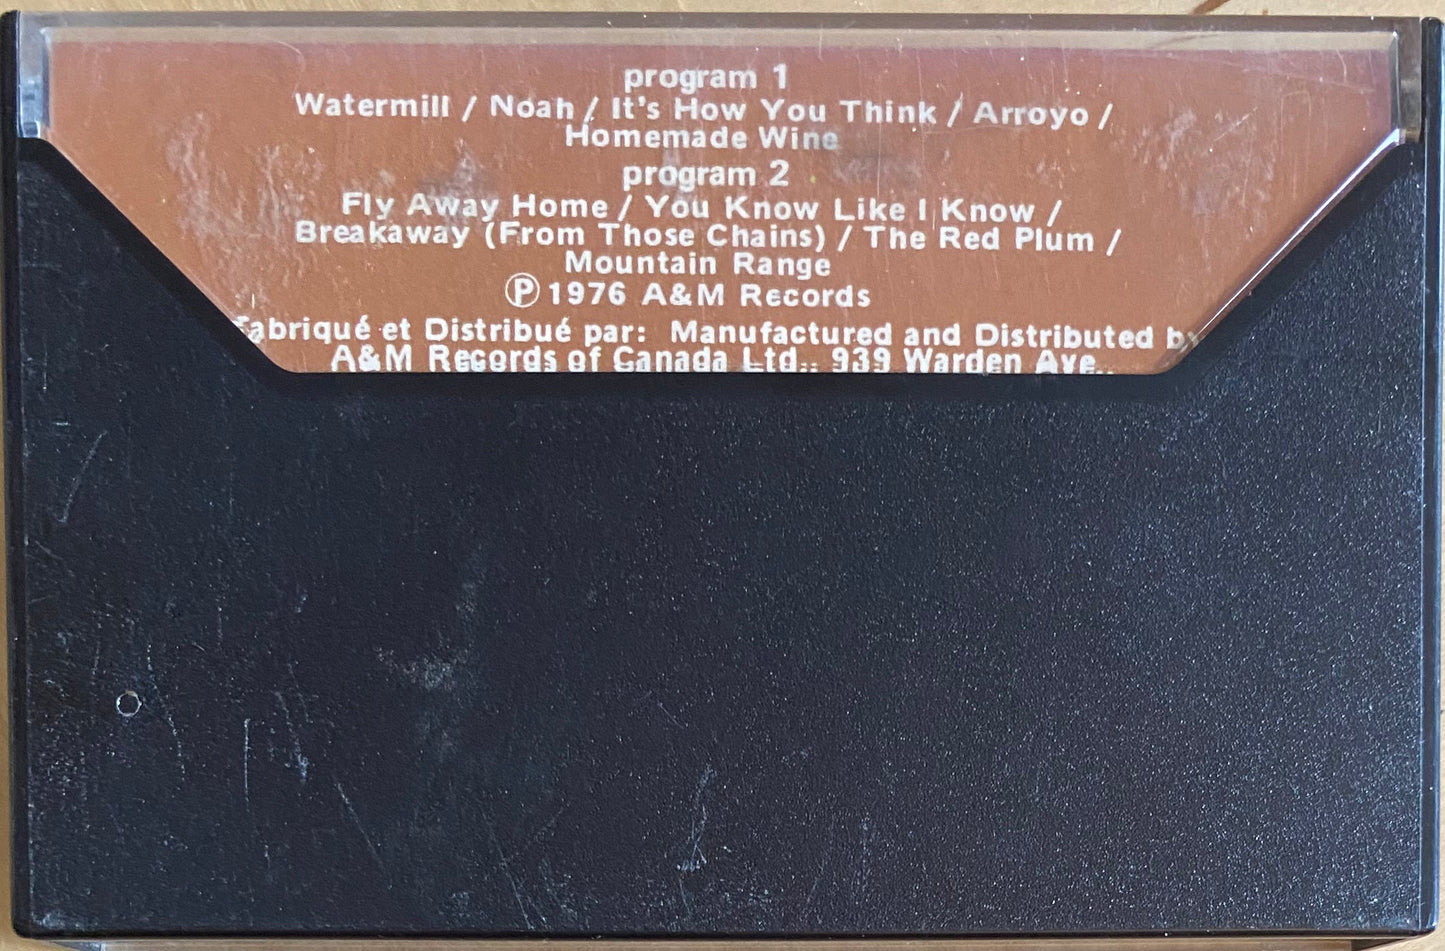 program 1
Watermill / Noah / It's How You Think / Arroyo /
Homemade Wine
program 2
Fly Away Home / You Know Like I Know /
Breakaway (From Those Chains) / The Red Plum /
Mountain Range
Ⓟ 1976 A&M Records
Fabriqué et Distribué par: Manufactured and Distributed by
A&M Records of Canada Ltd., 939 Warden Ave.,